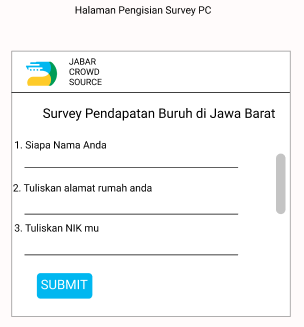 Halaman Pengisian Survey PC
JABAR
CROWD
SOURCE
Survey Pendapatan Buruh di Jawa Barat
1. Siapa Nama Anda
2. Tuliskan alamat rumah anda
3. Tuliskan NIK mu
SUBMIT